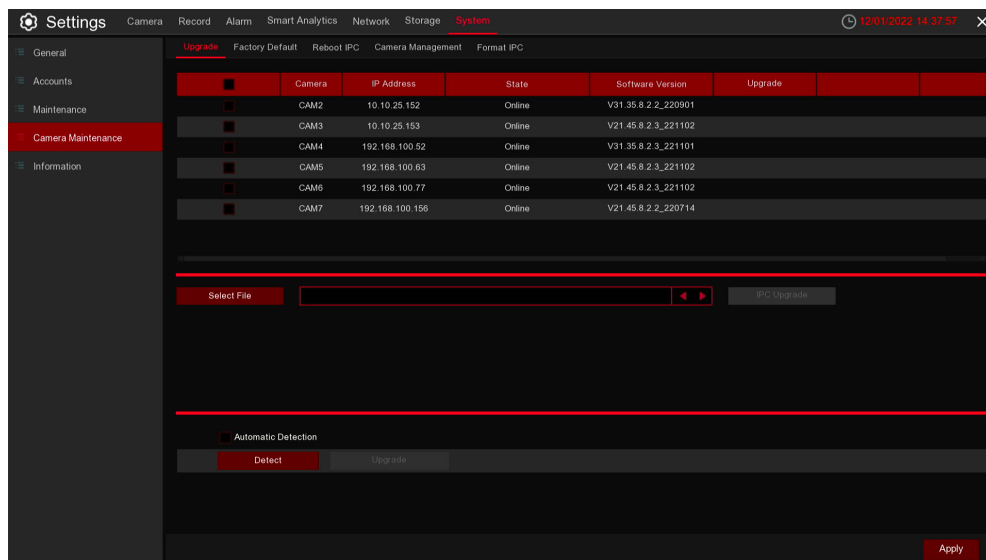 Settings Camera Record Alarm Smart Analytics Network Storage System 12/01/2022 14:37:57
General
Accounts
Maintenance
Camera Maintenance
Information
Upgrade Factory Default Reboot IPC Camera Management Format IPC
Camera IP Address State Software Version Upgrade
CAM2 10.10.25.152 Online V31.35.8.2.2_220901
CAM3 10.10.25.153 Online V21.45.8.2.3_221102
CAM4 192.168.100.52 Online V31.35.8.2.3_221101
CAM5 192.168.100.63 Online V21.45.8.2.3_221102
CAM6 192.168.100.77 Online V21.45.8.2.3_221102
CAM7 192.168.100.156 Online V21.45.8.2.2_220714
Select File IPC Upgrade
Automatic Detection
Detect Upgrade
Apply